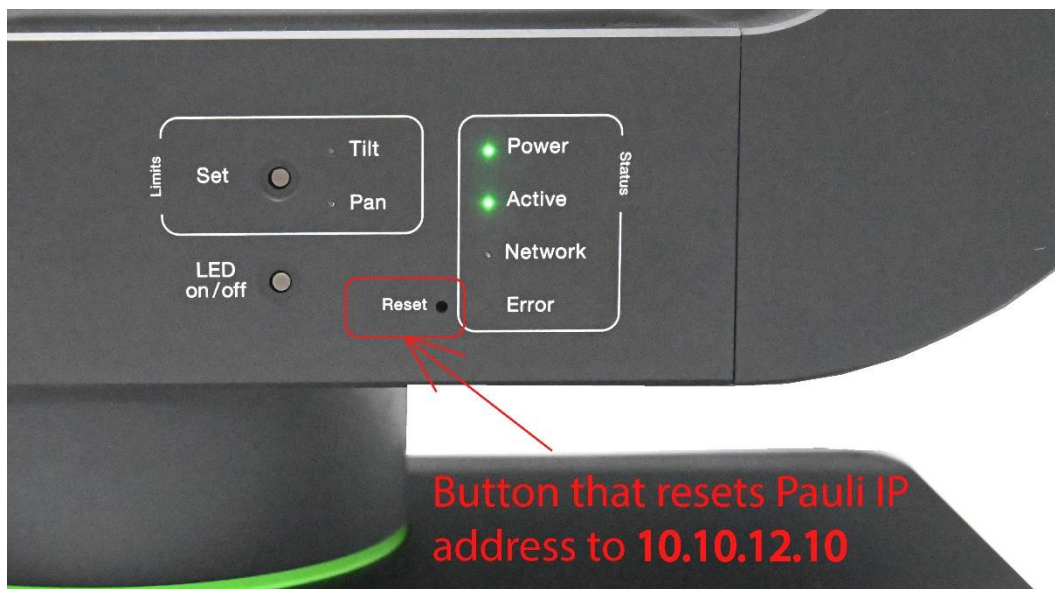 Limits
Set
Tilt
Pan
LED
on/off
Reset
Status
Power
Active
Network
Error
Button that resets Pauli IP
address to 10.10.12.10